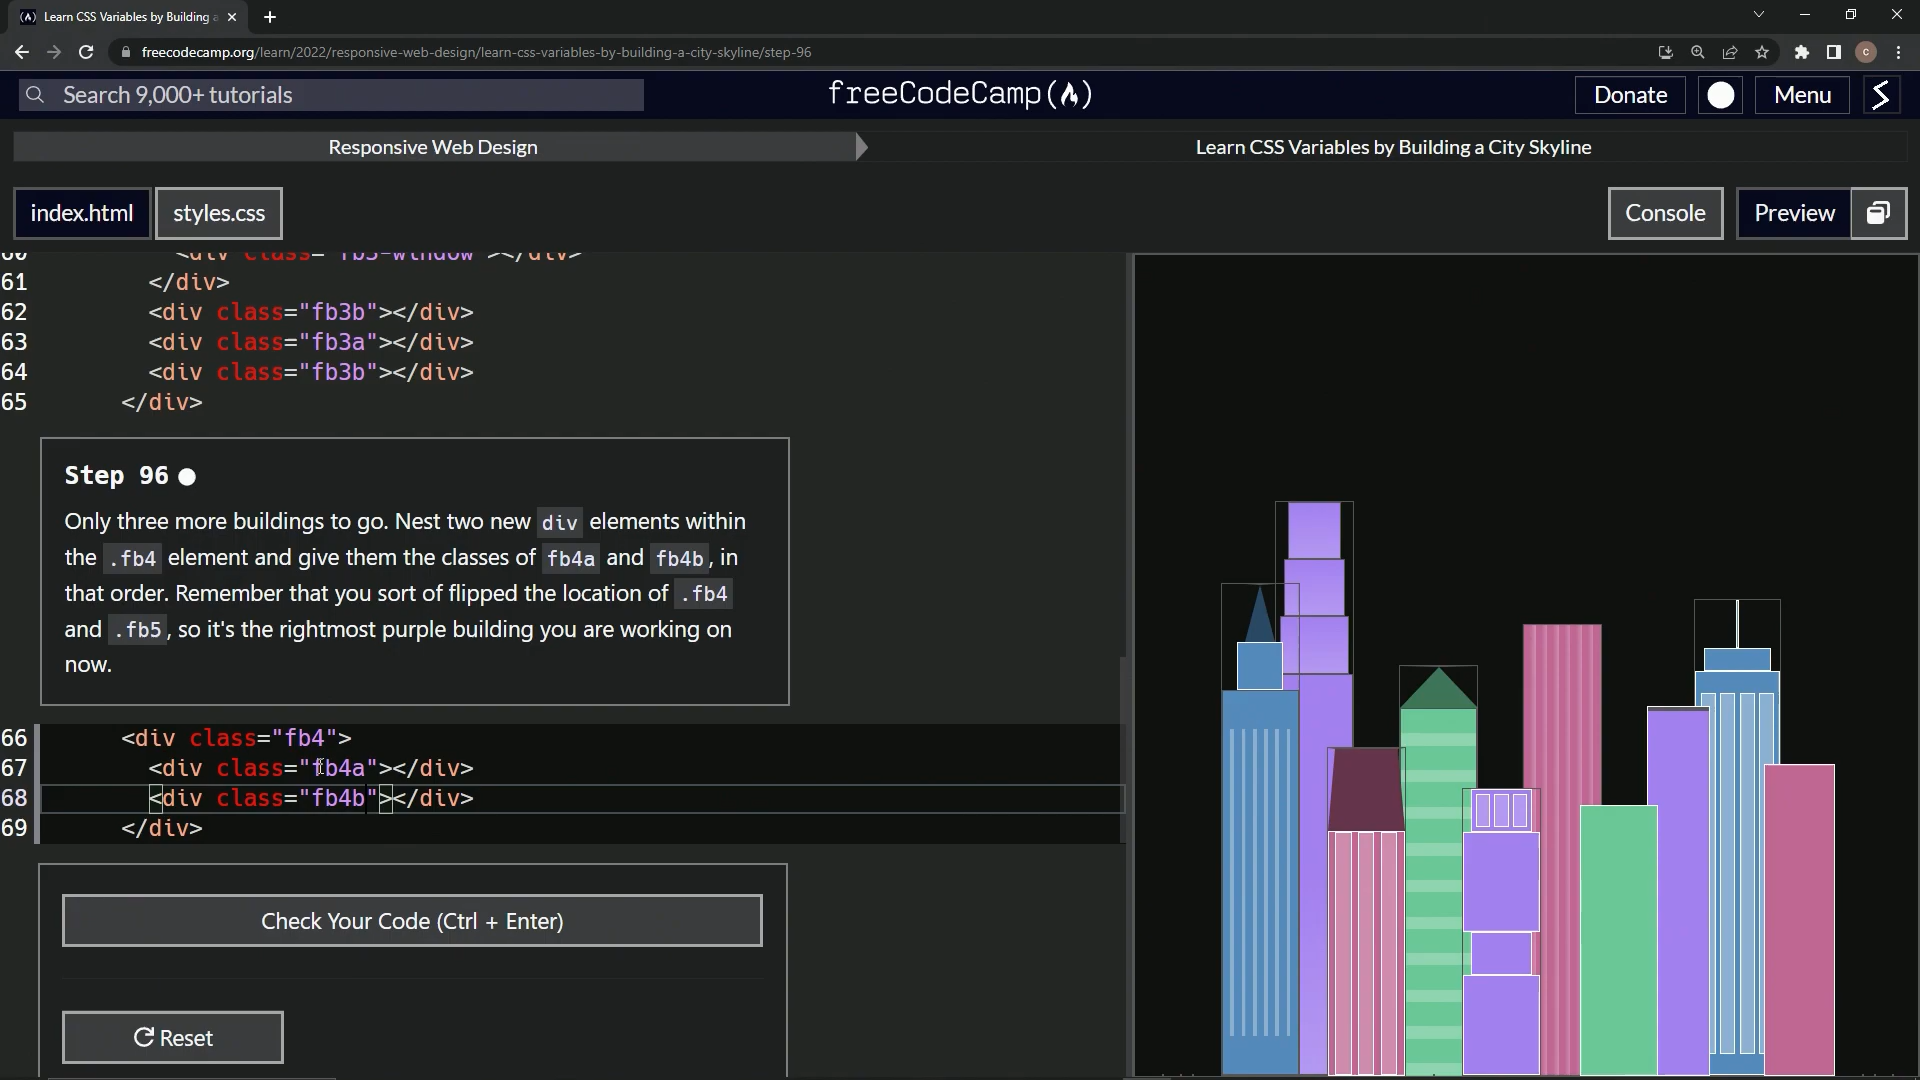 Learn CSS Variables by Building a
freecodecamp.org/learn/2022/responsive-web-design/learn-css-variables-by-building-a-city-skyline/step-96
c
Search 9,000+ tutorials
freeCodeCamp
Donate
Menu
Responsive Web Design
Learn CSS Variables by Building a City Skyline
index.html
styles.css
Console
Preview
60 <div class="fb3-window"></div>
61 </div>
62 <div class="fb3b"></div>
63 <div class="fb3a"></div>
64 <div class="fb3b"></div>
65 </div>
Step 96
Only three more buildings to go. Nest two new div elements within
the .fb4 element and give them the classes of fb4a and fb4b, in
that order. Remember that you sort of flipped the location of .fb4
and .fb5, so it's the rightmost purple building you are working on
now.
66 <div class="fb4">
67 <div class="fb4a"></div>
68 <div class="fb4b"></div>
69 </div>
Check Your Code (Ctrl + Enter)
Reset